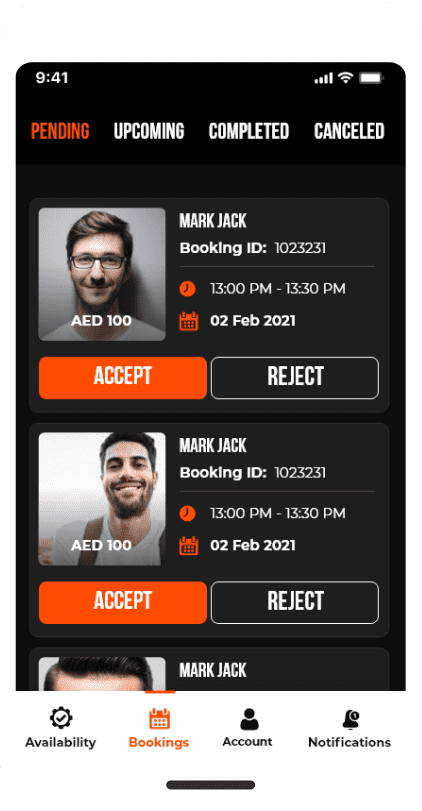 9:41
PENDING UPCOMING COMPLETED CANCELED
MARK JACK
Booking ID: 1023231
13:00 PM - 13:30 PM
AED 100
02 Feb 2021
ACCEPT REJECT
MARK JACK
Booking ID: 1023231
13:00 PM - 13:30 PM
AED 100
02 Feb 2021
ACCEPT REJECT
MARK JACK
Availability Bookings Account Notifications